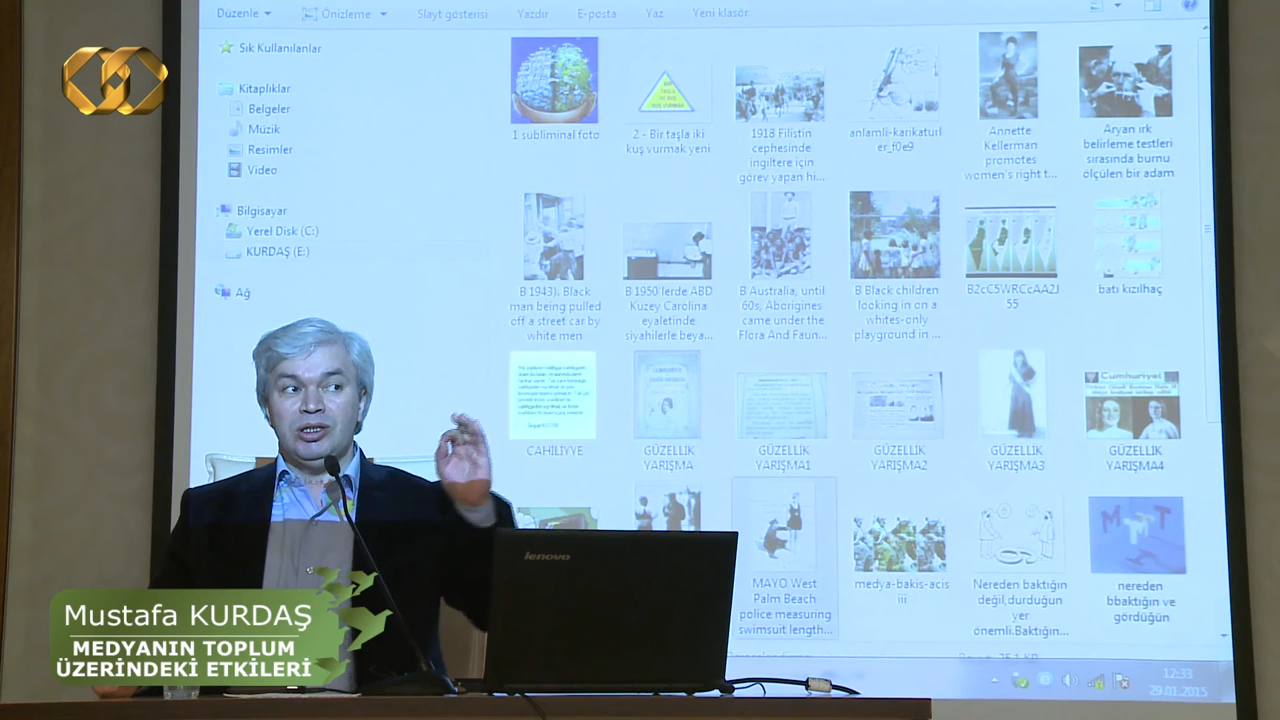 Düzenle
Önizleme
Slayt gösterisi
Yazdır
E-posta
Yaz
Yeni klasör
Sık Kullanılanlar
Kitaplıklar
Belgeler
Müzik
Resimler
Video
Bilgisayar
Yerel Disk (C:)
KURDAŞ (E:)
Ağ
1 subliminal foto
2 - Bir taşla iki
kuş vurmak yeni
1918 Filistin
cephesinde
ingiltere için
görev yapan hi...
anlamli-karikaturl
er_f0e9
Annette
Kellerman
promotes
women's right t...
Aryan ırk
belirleme testleri
sırasında burnu
ölçülen bir adam
B 1943). Black
man being pulled
off a street car by
white men
B 1950'lerde ABD
Kuzey Carolina
eyaletinde
siyahilerle beya...
B Australia, until
60s, Aborigines
came under the
Flora And Faun...
B Black children
looking in on a
whites-only
playground in ...
B2cC5WRCcAA2J
55
batı kızılhaç
CAHILIYYE
GÜZELLİK
YARIŞMA
GÜZELLİK
YARIŞMA1
GÜZELLİK
YARIŞMA2
GÜZELLİK
YARIŞMA3
Cumhuriyet
GÜZELLİK
YARIŞMA4
MAYO West
Palm Beach
police measuring
swimsuit length...
medya-bakis-acis
iii
Nereden baktığın
değil,durduğun
yer
önemli.Baktığın...
nereden
bbaktığın ve
gördüğün
12:33
29.01.2015
lenovo
Mustafa KURDAŞ
MEDYANIN TOPLUM
ÜZERİNDEKİ ETKİLERİ